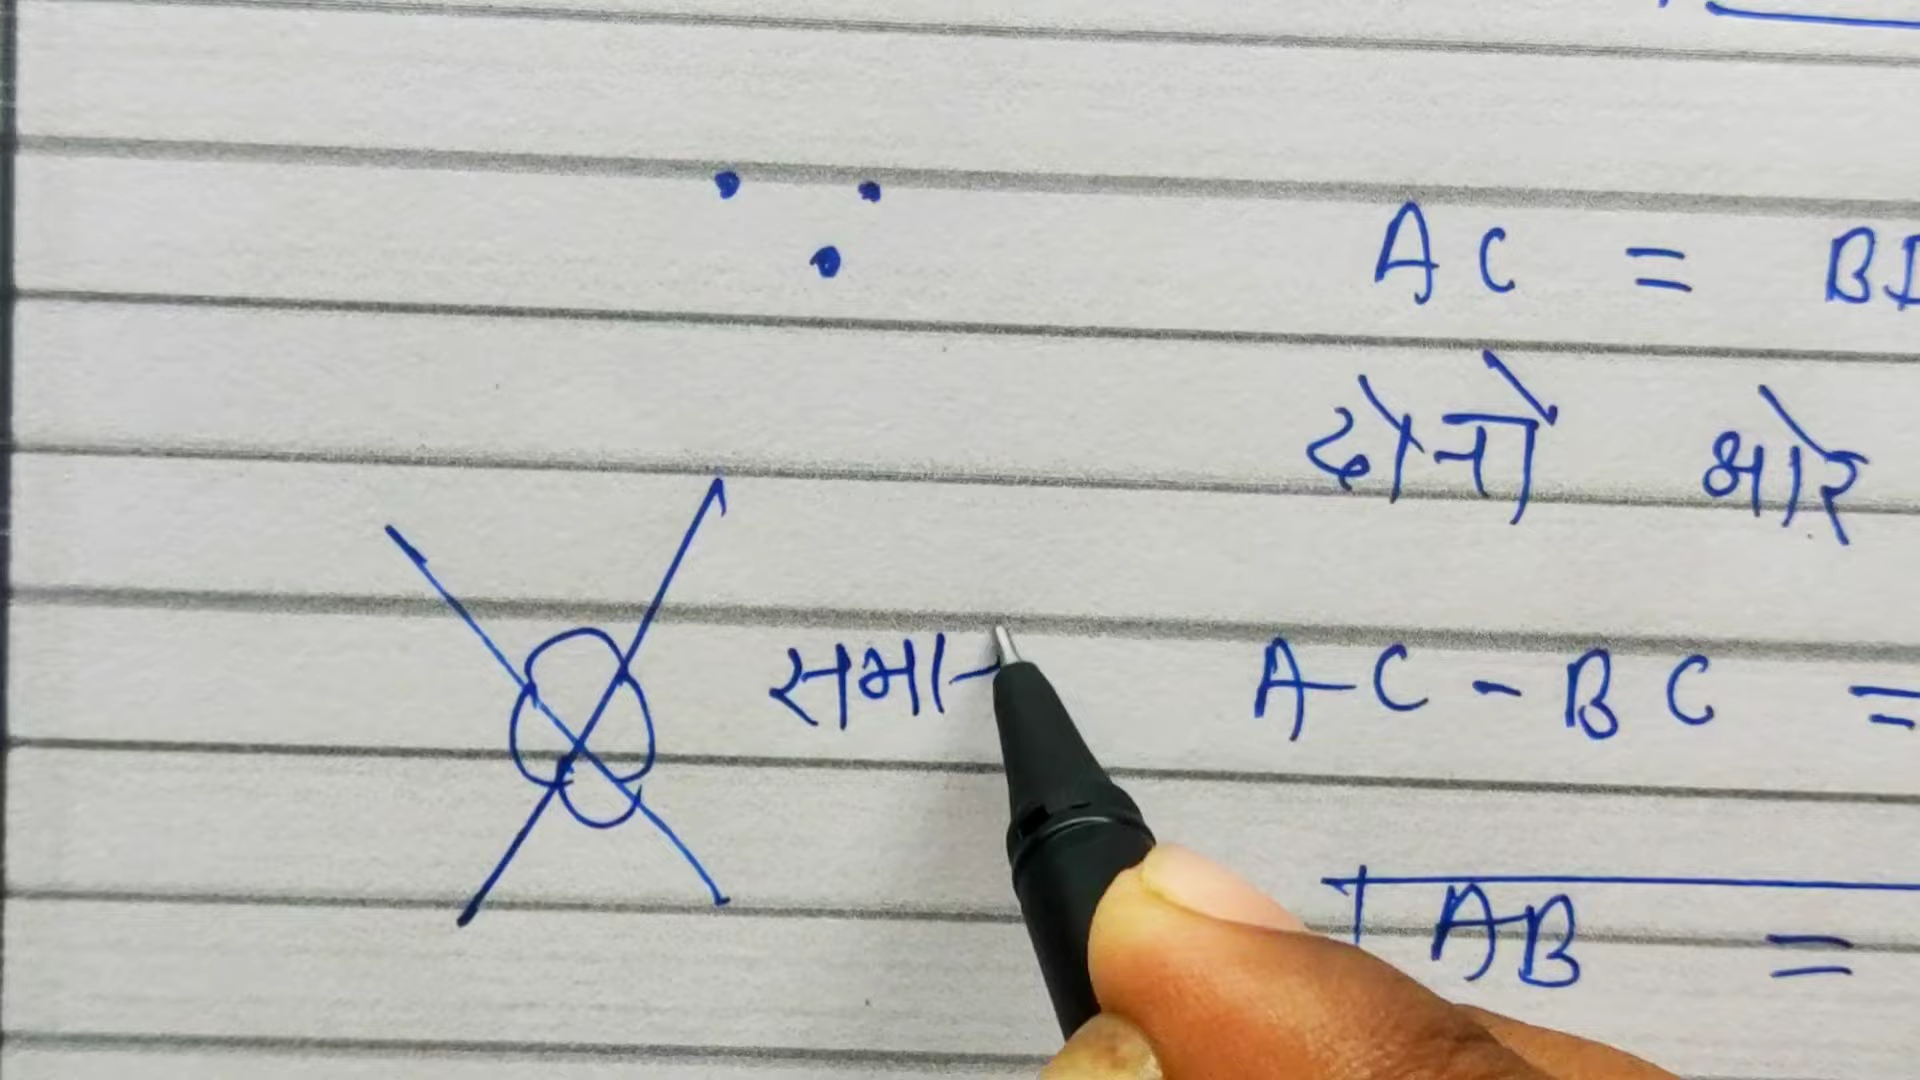 ∵ AC = BD
दोनों ओर
समान AC - BC =
AB =